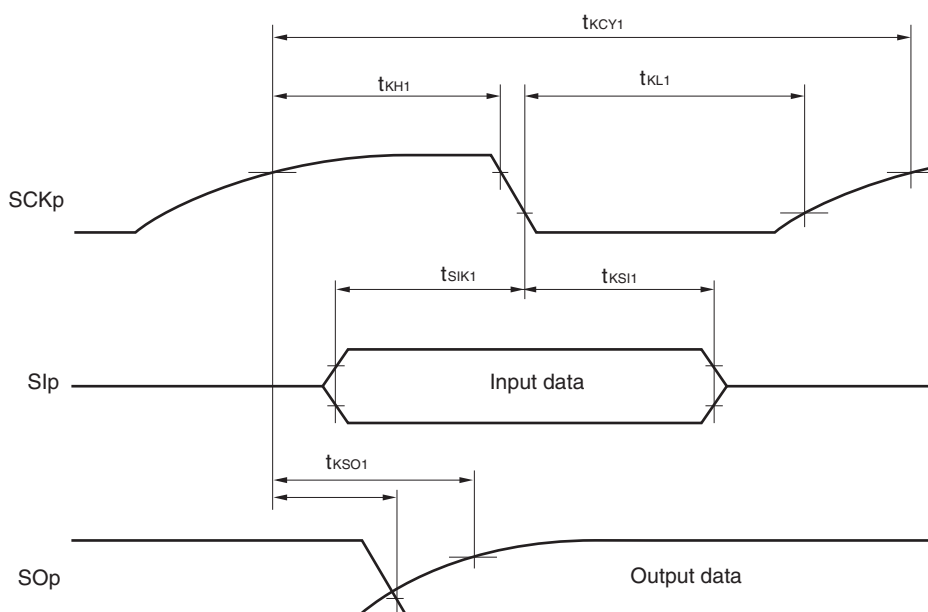 tKCY1
tKH1
tKL1
SCKp
tSIK1
tKSI1
SIp
Input data
tKSO1
SOp
Output data